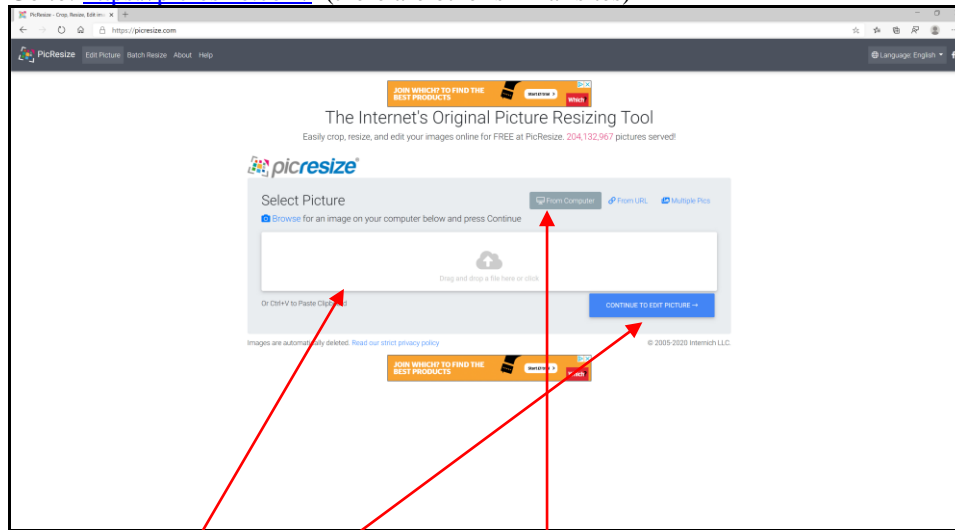 PicResize - Crop, Resize, Edit Im
https://picresize.com
PicResize Edit Picture Batch Resize About Help
Language: English
JOIN WHICH? TO FIND THE
BEST PRODUCTS
Which?
The Internet's Original Picture Resizing Tool
Easily crop, resize, and edit your images online for FREE at PicResize. 204,132,967 pictures served!
picresize
Select Picture
From Computer From URL Multiple Pics
Browse for an image on your computer below and press Continue
Drag and drop a file here or click
Or Ctrl+V to Paste
CONTINUE TO EDIT PICTURE →
Images are automatically deleted. Read our strict privacy policy
© 2005-2020 Internich LLC.
JOIN WHICH? TO FIND THE
BEST PRODUCTS